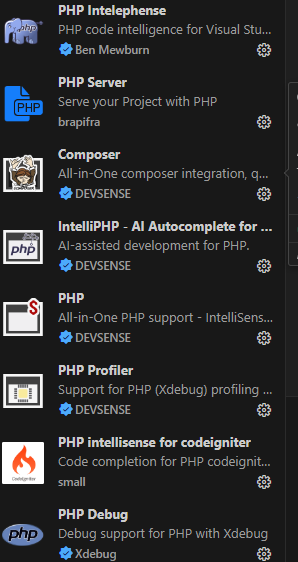 PHP Intelephense
PHP code intelligence for Visual Stu...
Ben Mewburn
PHP Server
Serve your Project with PHP
brapifra
Composer
All-in-One composer integration, q...
DEVSENSE
IntelliPHP - AI Autocomplete for ...
AI-assisted development for PHP.
DEVSENSE
PHP
All-in-One PHP support - IntelliSens...
DEVSENSE
PHP Profiler
Support for PHP (Xdebug) profiling ...
DEVSENSE
PHP intellisense for codeigniter
Code completion for PHP codeignit...
small
PHP Debug
Debug support for PHP with Xdebug
Xdebug